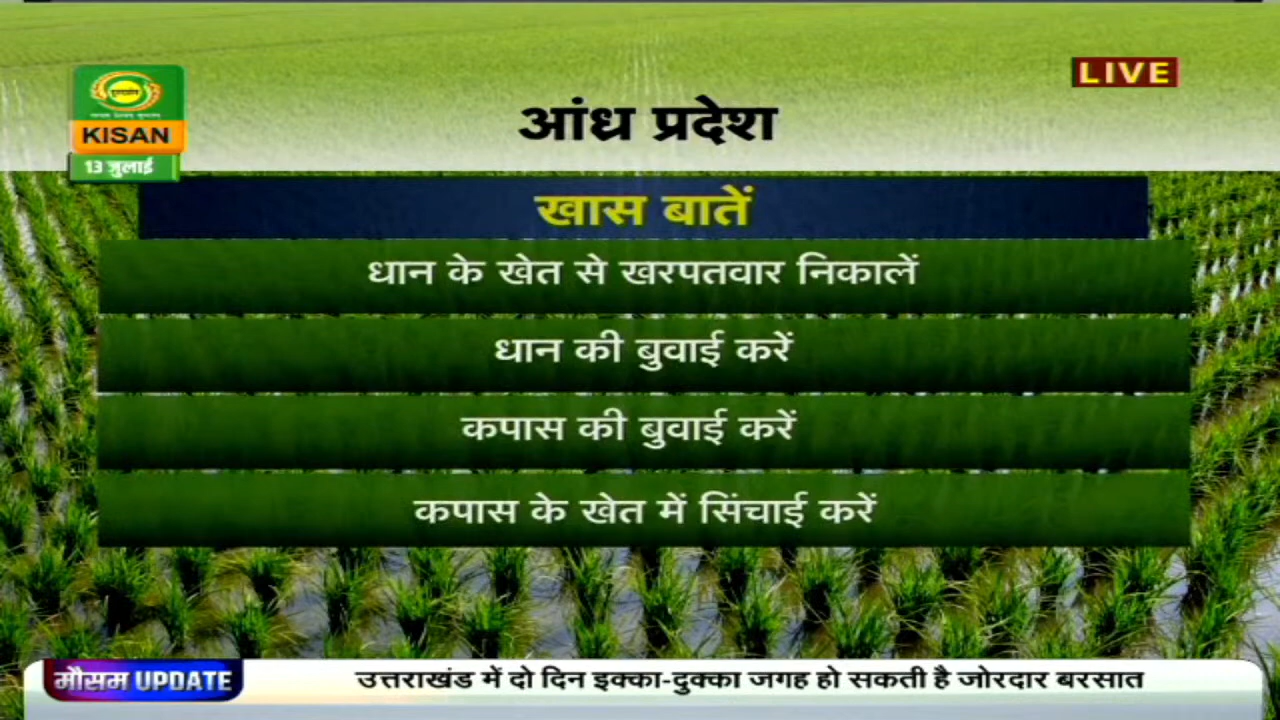 LIVE
आंध्र प्रदेश
KISAN
13 जुलाई
खास बातें
धान के खेत से खरपतवार निकालें
धान की बुवाई करें
कपास की बुवाई करें
कपास के खेत में सिंचाई करें
मौसम UPDATE
उत्तराखंड में दो दिन इक्का-दुक्का जगह हो सकती है जोरदार बरसात